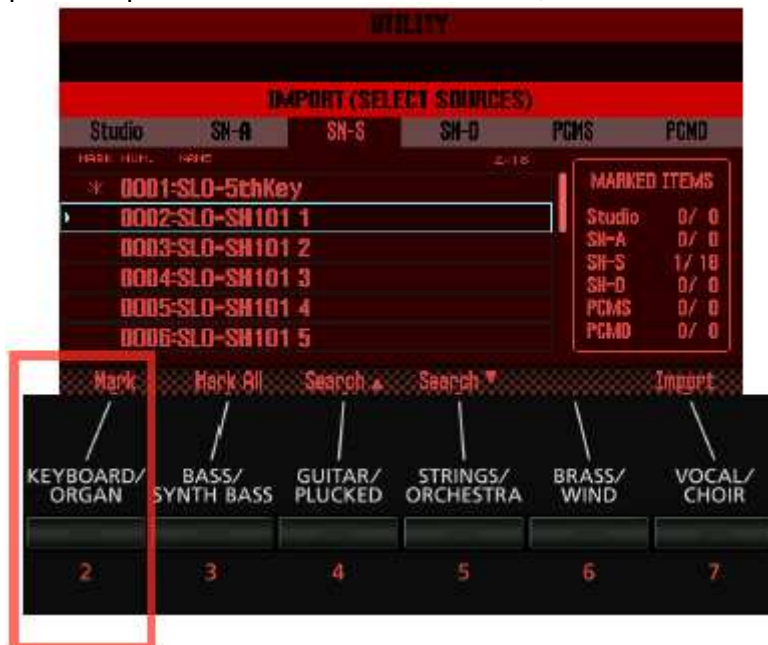 UTILITY
IMPORT (SELECT SOURCES)
Studio SN-A SN-S SN-D PCMS PCMD
MARK NUM. NAME 2-18
* 0001:SLO-5thKey
0002:SLO-SH101 1
0003:SLO-SH101 2
0004:SLO-SH101 3
0005:SLO-SH101 4
0006:SLO-SH101 5
MARKED ITEMS
Studio 0/ 0
SN-A 0/ 0
SN-S 1/ 18
SN-D 0/ 0
PCMS 0/ 0
PCMD 0/ 0
Mark Mark All Search ▲ Search ▼ Import
KEYBOARD/ORGAN BASS/SYNTH BASS GUITAR/PLUCKED STRINGS/ORCHESTRA BRASS/WIND VOCAL/CHOIR
2 3 4 5 6 7